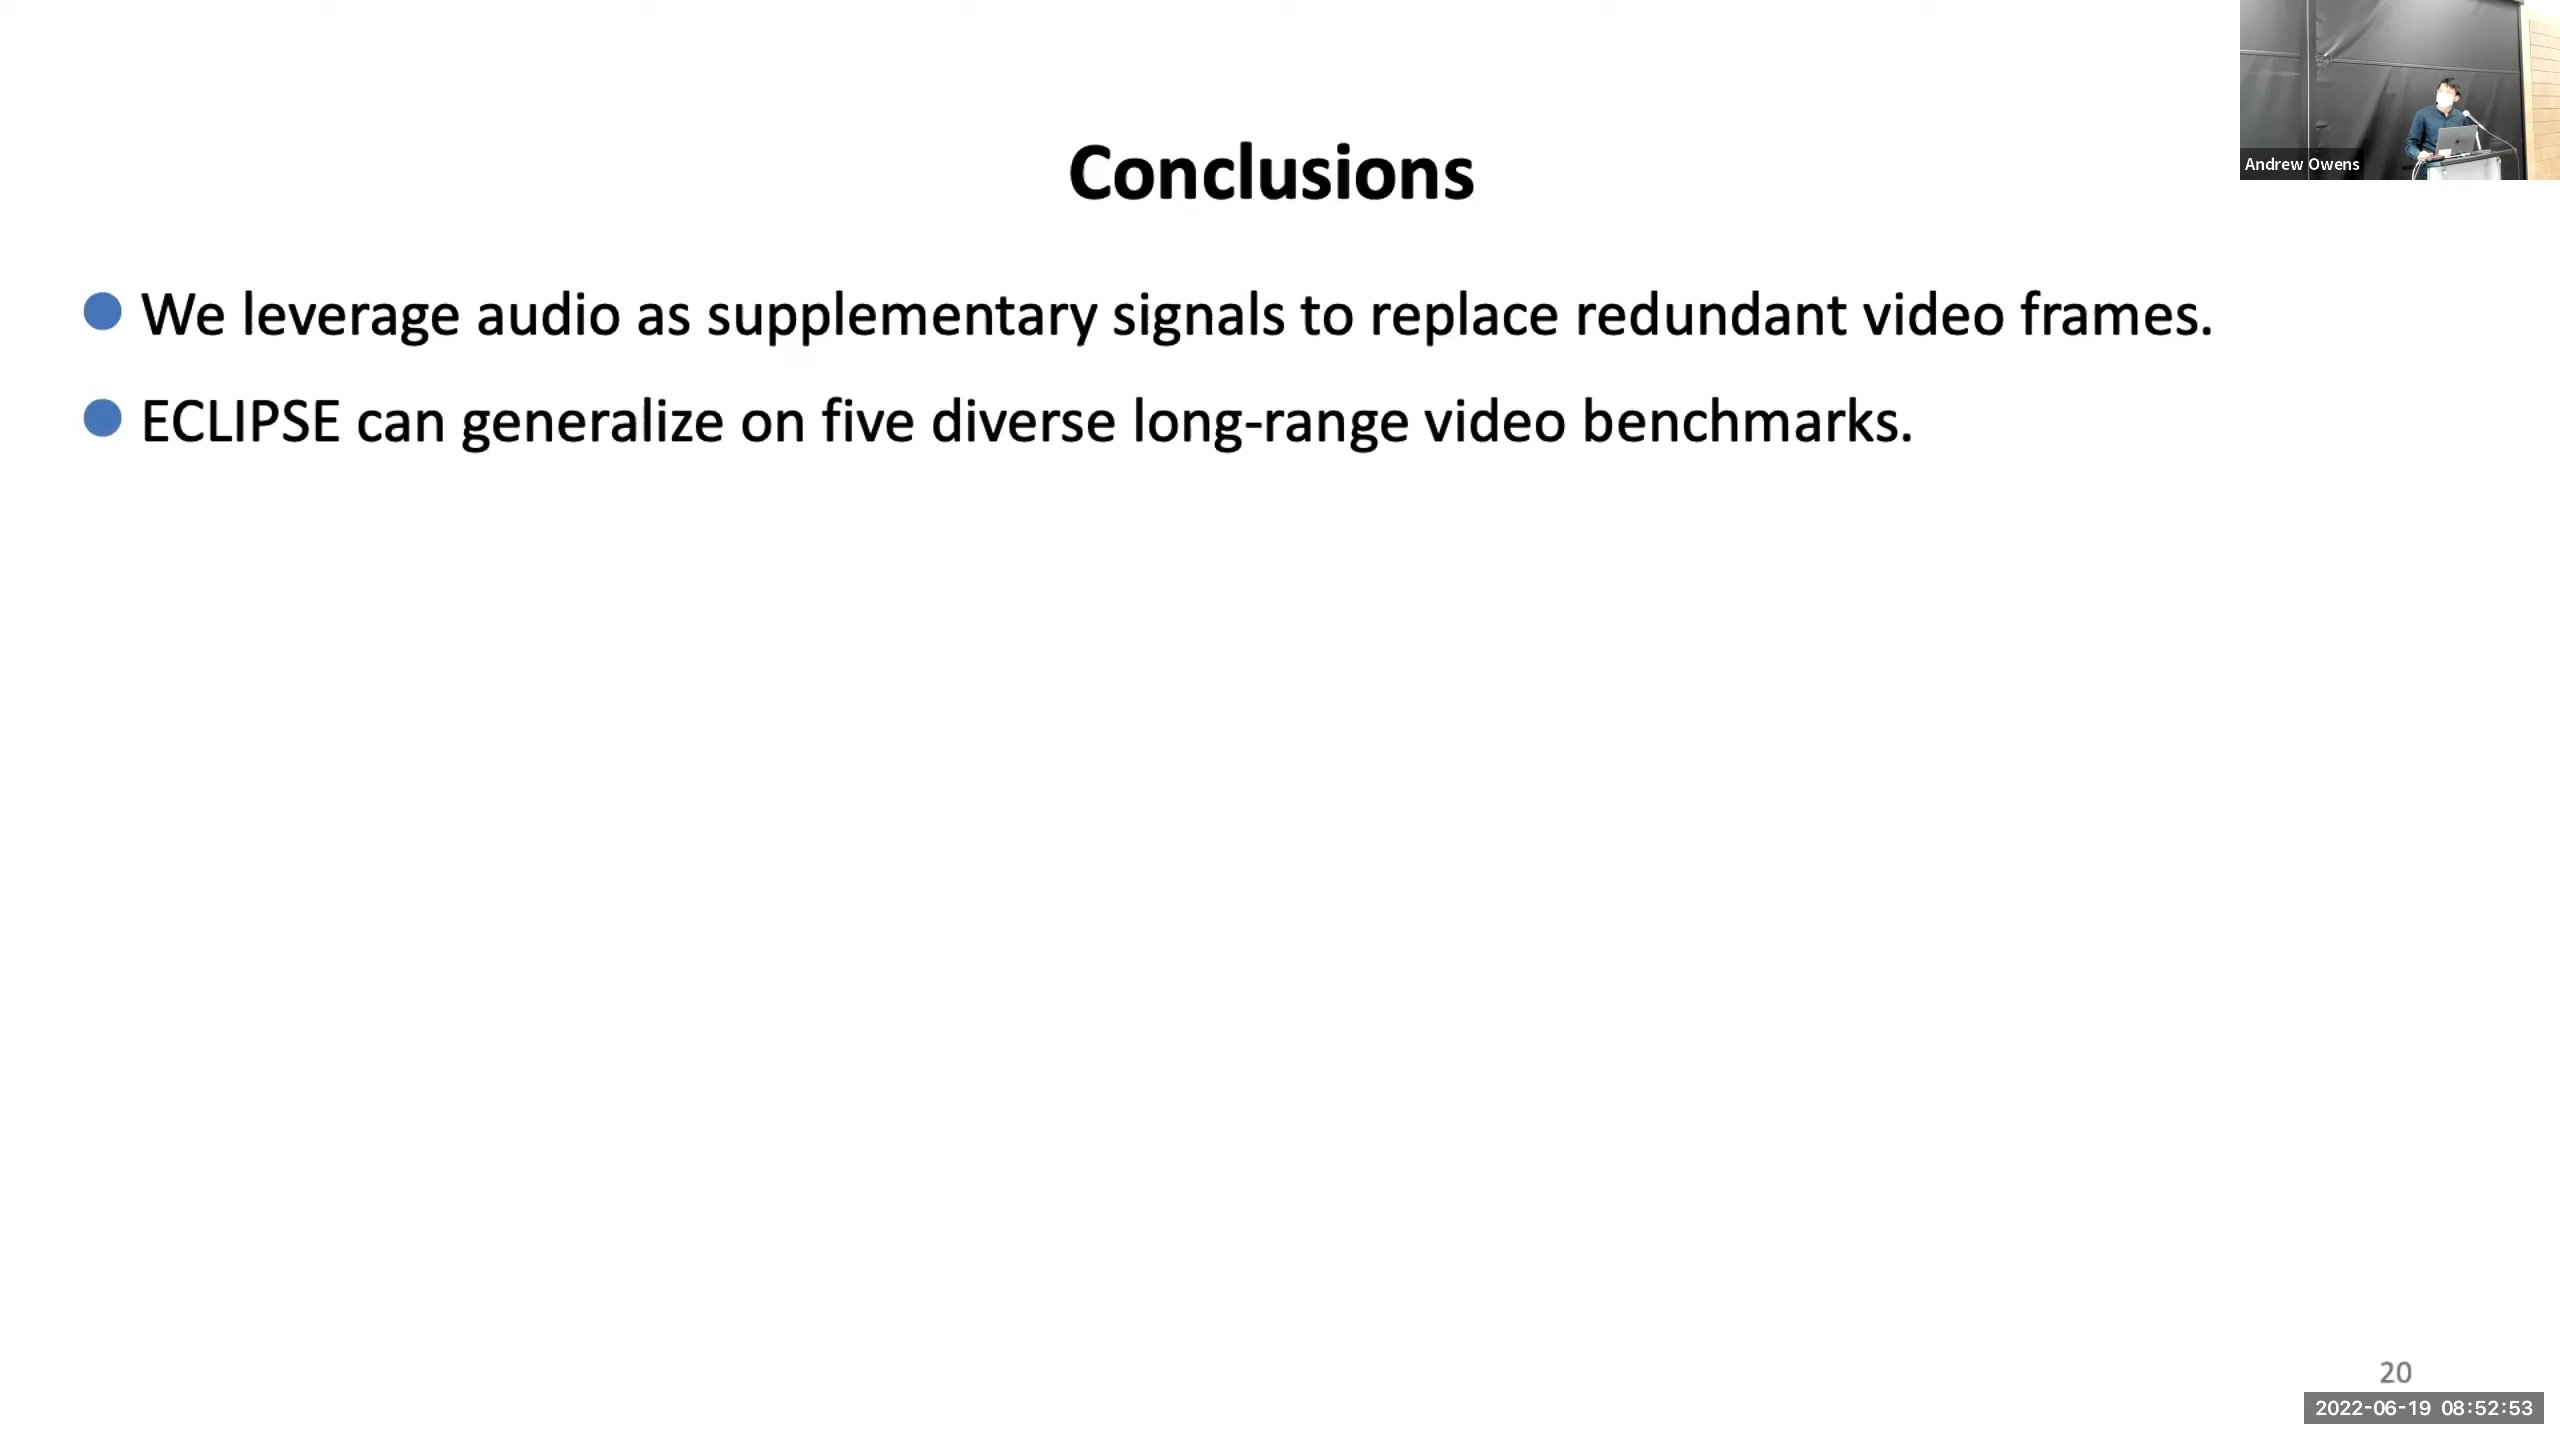 Andrew Owens
Conclusions
We leverage audio as supplementary signals to replace redundant video frames.
ECLIPSE can generalize on five diverse long-range video benchmarks.
20
2022-06-19 08:52:53